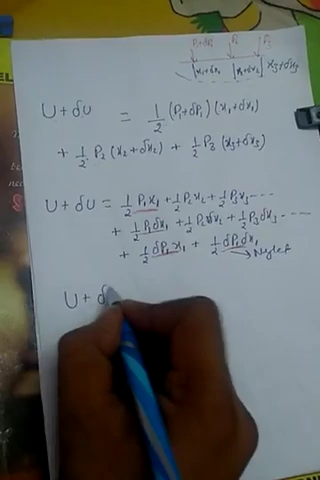 P₁+δP₁ P₂ P₃
x₁+δx₁ x₂+δx₂ x₃+δx₃
U + δU = 1/2 (P₁+δP₁) (x₁+δx₁)
+ 1/2 P₂ (x₂+δx₂) + 1/2 P₃ (x₃+δx₃)
U + δU = 1/2 P₁x₁ + 1/2 P₂x₂ + 1/2 P₃x₃ ----
+ 1/2 P₁δx₁ + 1/2 P₂δx₂ + 1/2 P₃δx₃ ----
+ 1/2 δP₁x₁ + 1/2 δP₁δx₁ → Neglet
U + δ